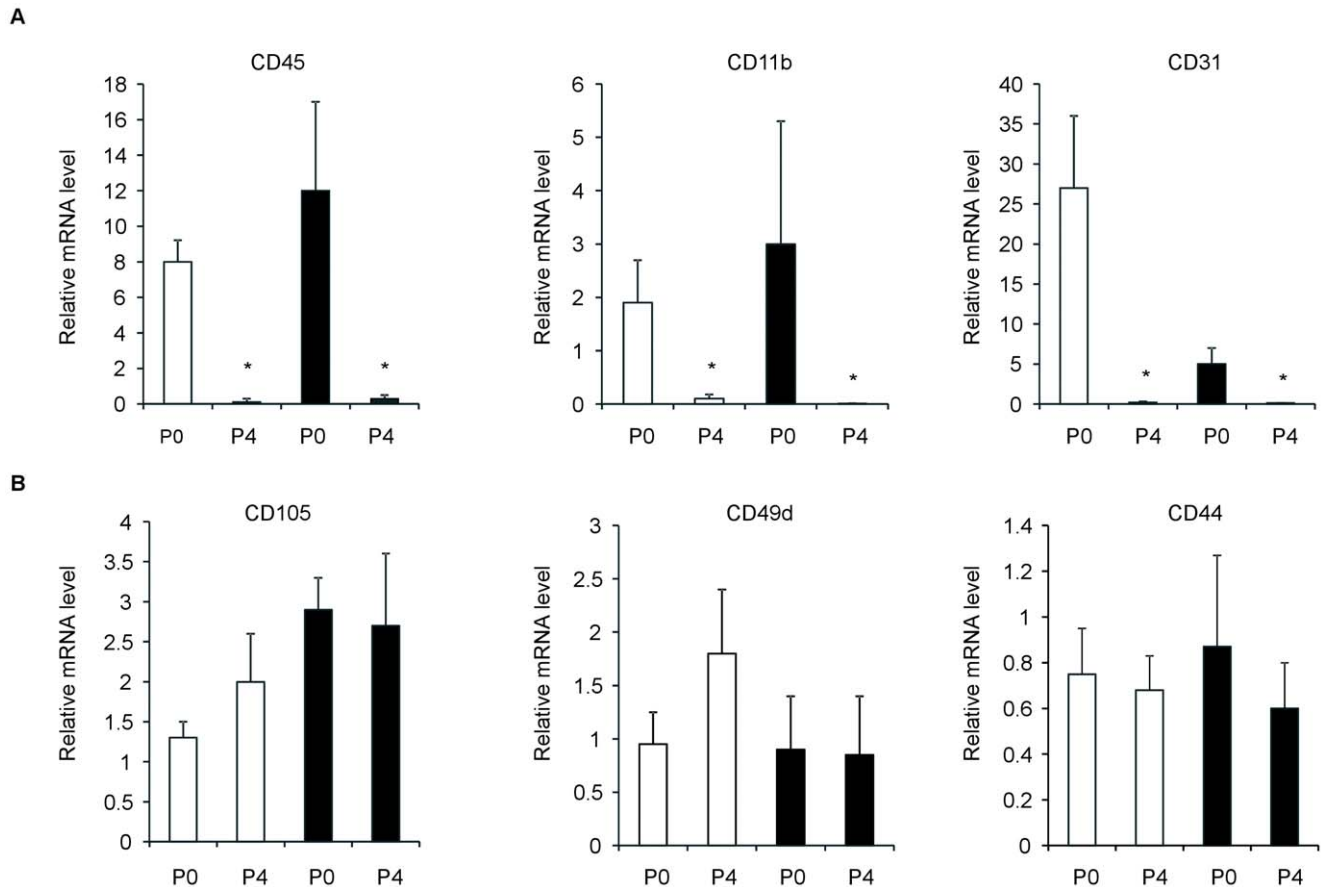 A
CD45
CD11b
CD31
Relative mRNA level
18
16
14
12
10
8
6
4
2
0
* *
P0 P4 P0 P4
Relative mRNA level
6
5
4
3
2
1
0
* *
P0 P4 P0 P4
Relative mRNA level
40
35
30
25
20
15
10
5
0
* *
P0 P4 P0 P4
B
CD105
CD49d
CD44
Relative mRNA level
4
3.5
3
2.5
2
1.5
1
0.5
0
P0 P4 P0 P4
Relative mRNA level
3
2.5
2
1.5
1
0.5
0
P0 P4 P0 P4
Relative mRNA level
1.4
1.2
1
0.8
0.6
0.4
0.2
0
P0 P4 P0 P4